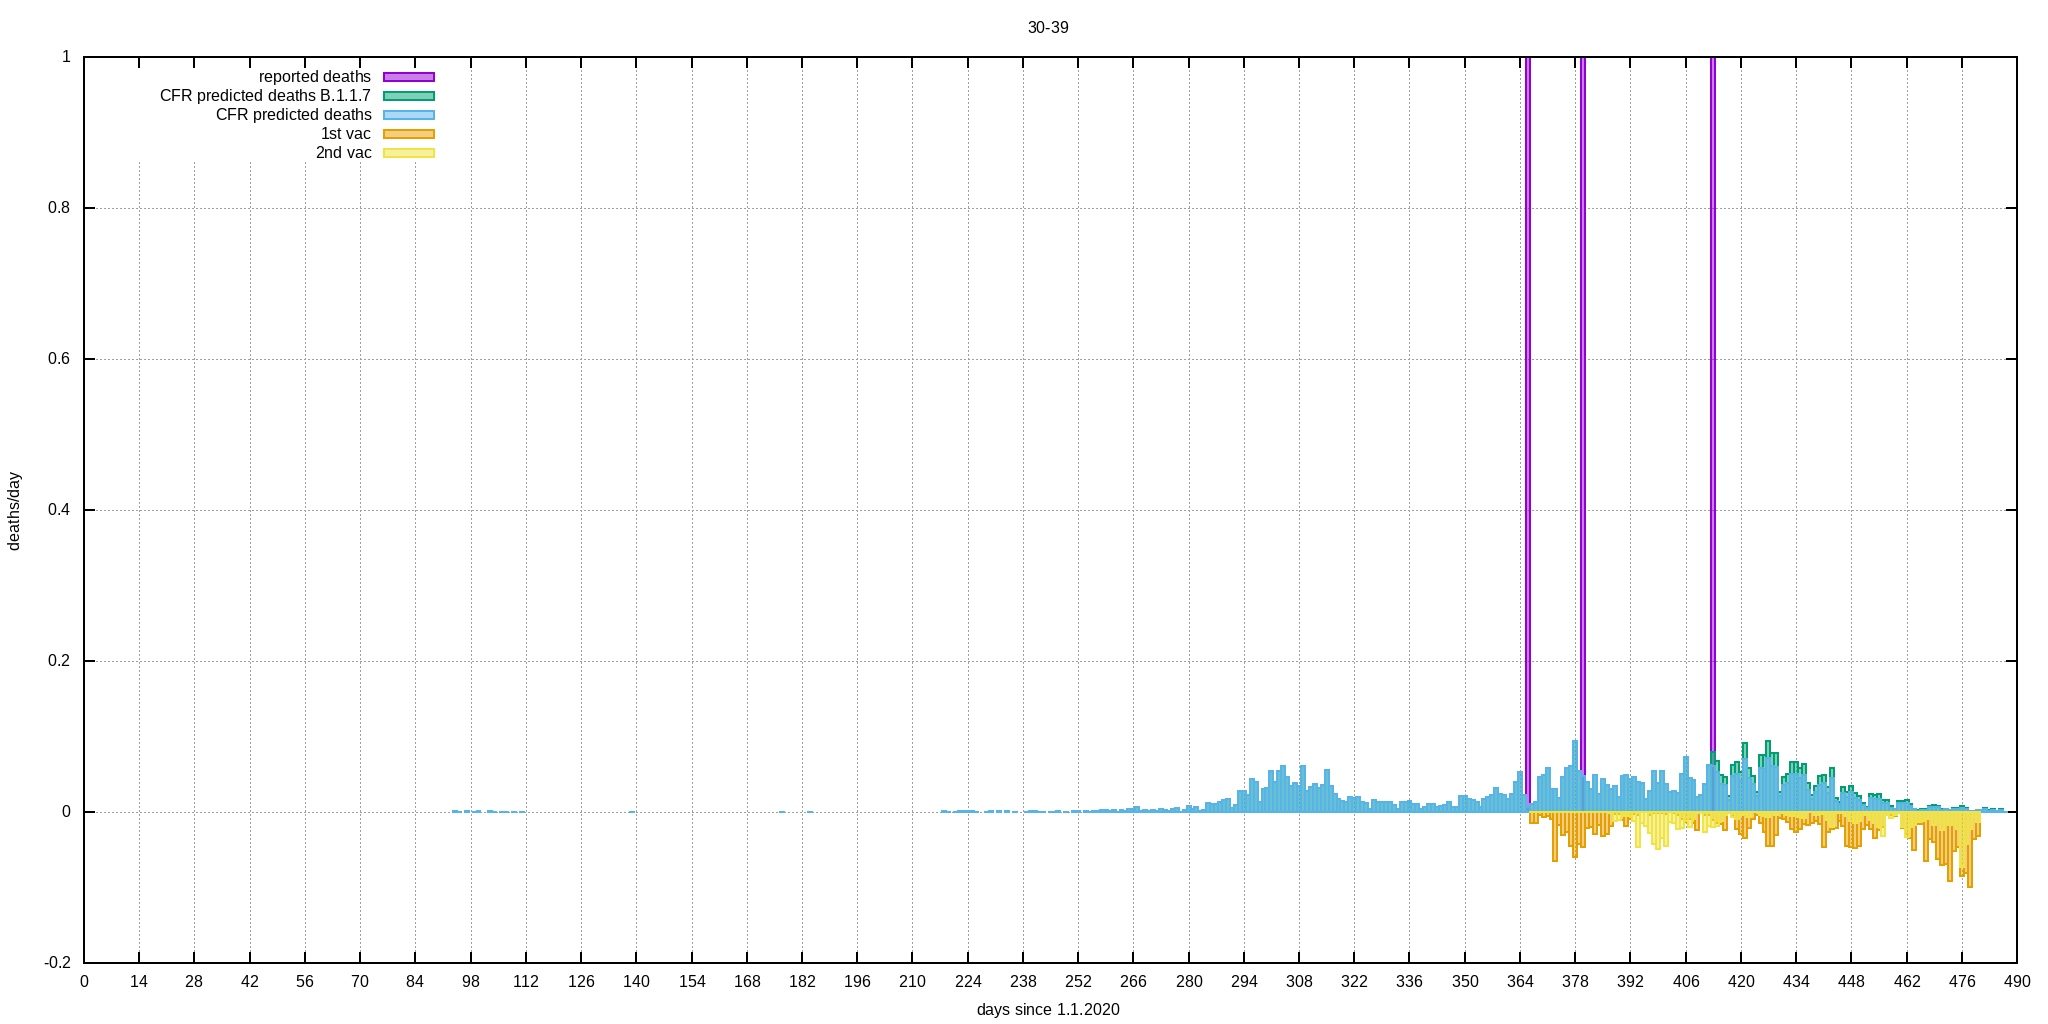 30-39
reported deaths
CFR predicted deaths B.1.1.7
CFR predicted deaths
1st vac
2nd vac
deaths/day
1
0.8
0.6
0.4
0.2
0
-0.2
0 14 28 42 56 70 84 98 112 126 140 154 168 182 196 210 224 238 252 266 280 294 308 322 336 350 364 378 392 406 420 434 448 462 476 490
days since 1.1.2020